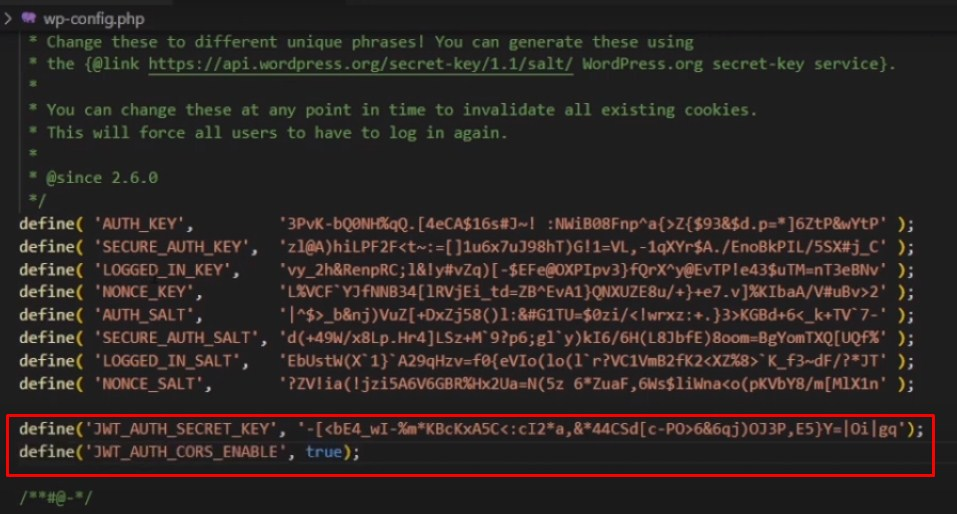 wp-config.php
* Change these to different unique phrases! You can generate these using
* the {@link https://api.wordpress.org/secret-key/1.1/salt/ WordPress.org secret-key service}.
*
* You can change these at any point in time to invalidate all existing cookies.
* This will force all users to have to log in again.
*
* @since 2.6.0
*/
define( 'AUTH_KEY', '3PvK-bQ0NH%qQ.[4eCA$16s#J~! :NWiB08Fnp^a{>Z{$93&$d.p=*]6ZtP&wYtP' );
define( 'SECURE_AUTH_KEY', 'zl@A)hiLPF2F<t~:=[]1u6x7uJ98hT)G!1=VL,-1qXYr$A./EnoBkPIL/5SX#j_C' );
define( 'LOGGED_IN_KEY', 'vy_2h&RenpRC;l&!y#vZq)[-$EFe@OXPIpv3}fQrX^y@EvTP!e43$uTM=nT3eBNv' );
define( 'NONCE_KEY', 'L%VCF`YJfNNB34[lRVjEi_td=ZB^EvA1}QNXUZE8u/+}+e7.v]%KIbaA/V#uBv>2' );
define( 'AUTH_SALT', '|^$>_b&nj)VuZ[+DxZj58()l:&#G1TU=$0zi/<!wrxz:+.}3>KGBd+6<_k+TV`7-' );
define( 'SECURE_AUTH_SALT', 'd(+49W/x8Lp.Hr4]LSz+M`9?p6;gl`y)kI6/6H(L8JbfE)8oom=BgYomTXQ[UQf%' );
define( 'LOGGED_IN_SALT', 'EbUstW(X`1}`A29qHzv=f0{eVIo(lo(l`r?VC1VmB2fK2<XZ%8>`K_f3~dF/?*JT' );
define( 'NONCE_SALT', '?ZV!ia(!jzi5A6V6GBR%Hx2Ua=N(5z 6*ZuaF,6Ws$liWna<o(pKVbY8/m[MlX1n' );
define('JWT_AUTH_SECRET_KEY', '-[<bE4_wI-%m*KBcKxA5C<:cI2*a,&*44CSd[c-PO>6&6qj)OJ3P,E5}Y=|Oi|gq');
define('JWT_AUTH_CORS_ENABLE', true);
/**#@-*/